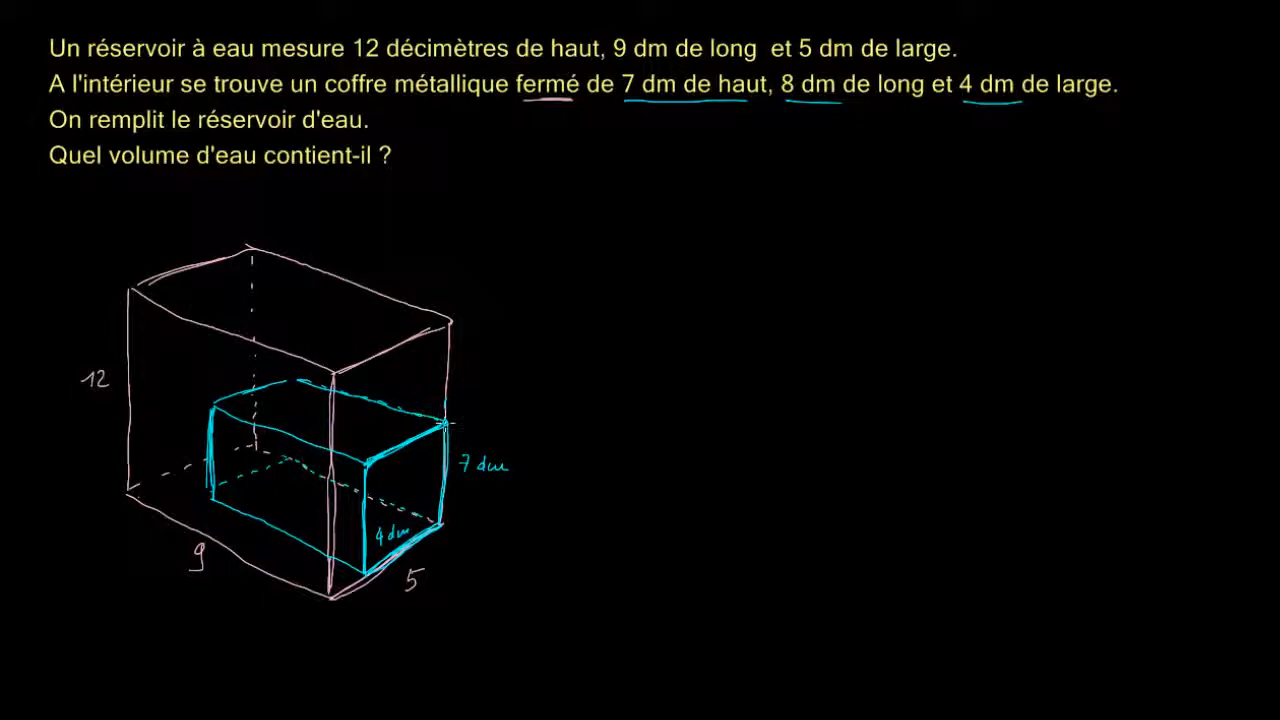 Un réservoir à eau mesure 12 décimètres de haut, 9 dm de long  et 5 dm de large.
A l'intérieur se trouve un coffre métallique fermé de 7 dm de haut, 8 dm de long et 4 dm de large.
On remplit le réservoir d'eau.
Quel volume d'eau contient-il ?
12
7 dm
4 dm
9
5